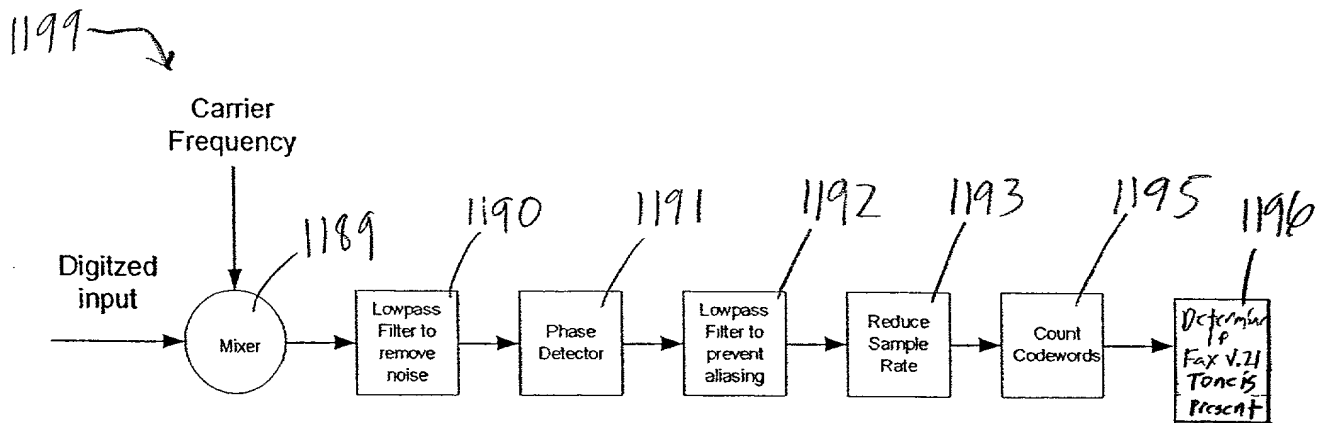 1199
Carrier
Frequency
1189
1190
1191
1192
1193
1195
1196
Digitzed
input
Mixer
Lowpass
Filter to
remove
noise
Phase
Detector
Lowpass
Filter to
prevent
aliasing
Reduce
Sample
Rate
Count
Codewords
Determine
if
Fax V.21
Tone is
Present